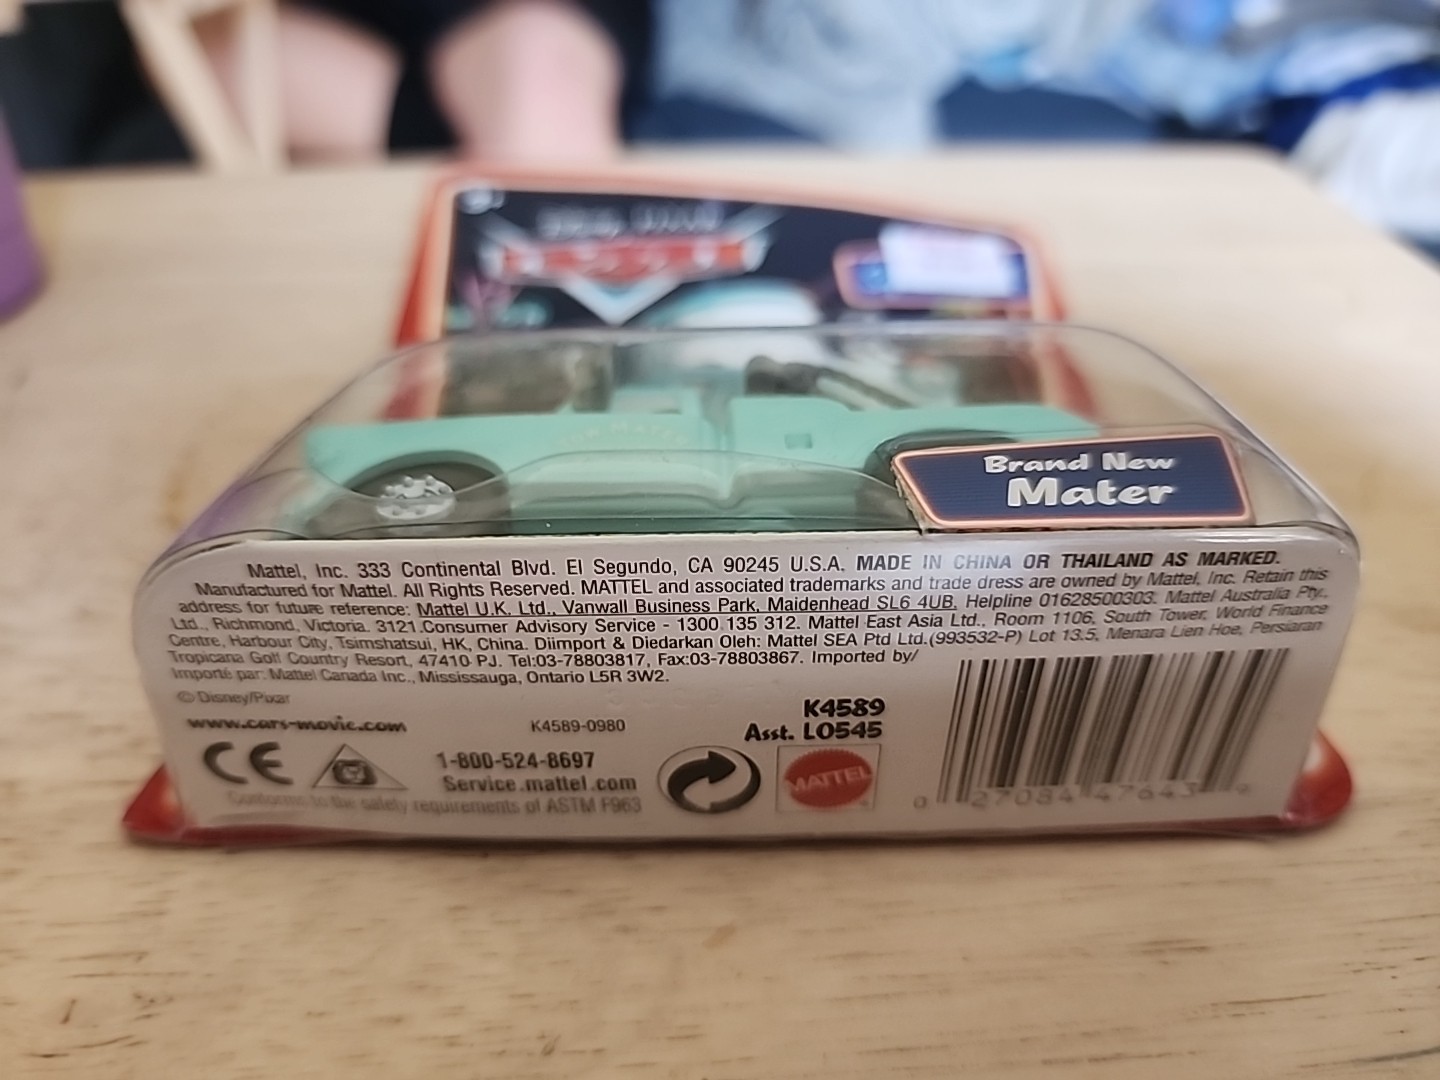 CARS
Brand New
Mater
Mattel, Inc. 333 Continental Blvd. El Segundo, CA 90245 U.S.A. MADE IN CHINA OR THAILAND AS MARKED.
Manufactured for Mattel. All Rights Reserved. MATTEL and associated trademarks and trade dress are owned by Mattel, Inc. Retain this
address for future reference: Mattel U.K. Ltd., Vanwall Business Park, Maidenhead SL6 4UB. Helpline 01628500303. Mattel Australia Pty.,
Ltd., Richmond, Victoria. 3121.Consumer Advisory Service - 1300 135 312. Mattel East Asia Ltd., Room 1106, South Tower, World Finance
Centre, Harbour City, Tsimshatsui, HK, China. Diimport & Diedarkan Oleh: Mattel SEA Ptd Ltd.(993532-P) Lot 13.5, Menara Lien Hoe, Persiaran
Tropicana Golf Country Resort, 47410 PJ. Tel:03-78803817, Fax:03-78803867. Imported by/
Importé par: Mattel Canada Inc., Mississauga, Ontario L5R 3W2.
© Disney/Pixar
www.cars-movie.com
K4589-0980
K4589
Asst. L0545
CE
1-800-524-8697
Service.mattel.com
Conforms to the safety requirements of ASTM F963
MATTEL
0 27084 47643 9